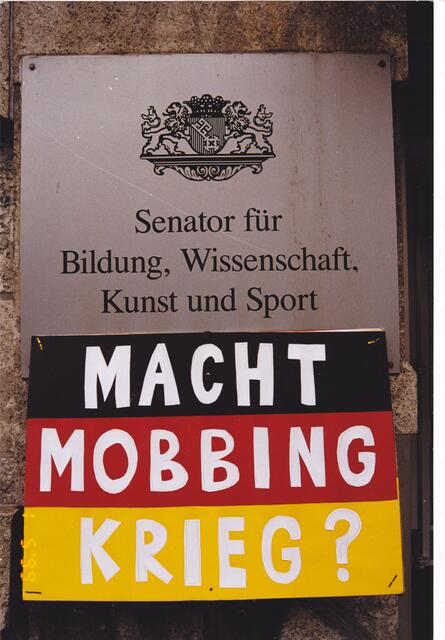 Senator für
Bildung, Wissenschaft,
Kunst und Sport
MACHT
MOBBING
KRIEG?